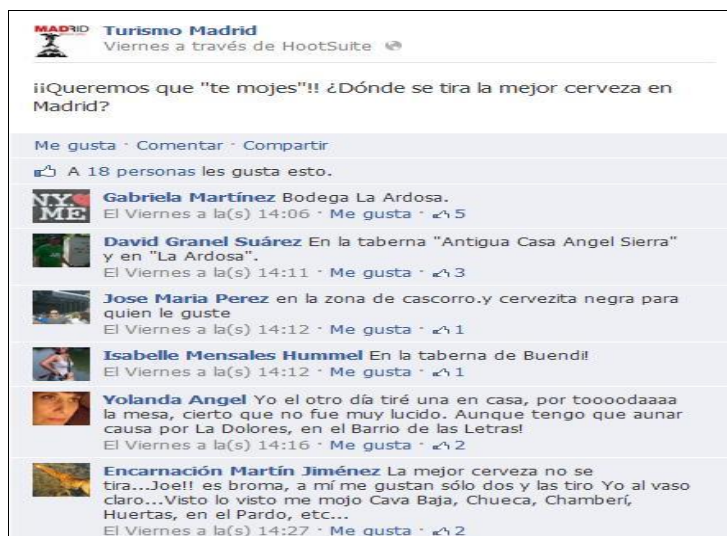 MADRID
Turismo Madrid
Viernes a través de HootSuite
¡¡Queremos que "te mojes"!! ¿Dónde se tira la mejor cerveza en
Madrid?
Me gusta · Comentar · Compartir
A 18 personas les gusta esto.
N.Y. ME
Gabriela Martínez Bodega La Ardosa.
El Viernes a la(s) 14:06 · Me gusta · 5
David Granel Suárez En la taberna "Antigua Casa Angel Sierra"
y en "La Ardosa".
El Viernes a la(s) 14:11 · Me gusta · 3
Jose Maria Perez en la zona de cascorro.y cervezita negra para
quien le guste
El Viernes a la(s) 14:12 · Me gusta · 1
Isabelle Mensales Hummel En la taberna de Buendi!
El Viernes a la(s) 14:12 · Me gusta · 1
Yolanda Angel Yo el otro día tiré una en casa, por toooodaaaa
la mesa, cierto que no fue muy lucido. Aunque tengo que aunar
causa por La Dolores, en el Barrio de las Letras!
El Viernes a la(s) 14:16 · Me gusta · 2
Encarnación Martín Jiménez La mejor cerveza no se
tira...Joe!! es broma, a mí me gustan sólo dos y las tiro Yo al vaso
claro...Visto lo visto me mojo Cava Baja, Chueca, Chamberí,
Huertas, en el Pardo, etc...
El Viernes a la(s) 14:27 · Me gusta · 2